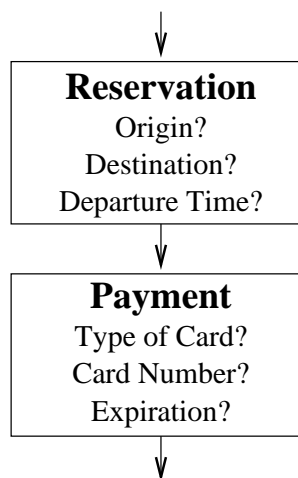 Reservation
Origin?
Destination?
Departure Time?
Payment
Type of Card?
Card Number?
Expiration?